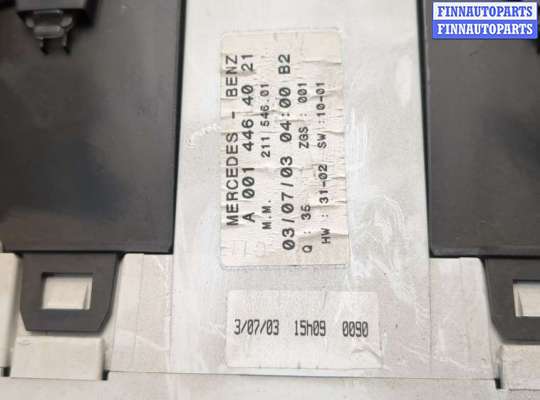 FINNAUTOPARTS
FINNAUTOPARTS
MERCEDES - BENZ
A 001 446 40 21
M.M. 211 546.01
03/07/03 04:00 B2
Q : 35 ZGS : 001
HW : 31-02 SW :10-01
3/07/03 15h09 0090